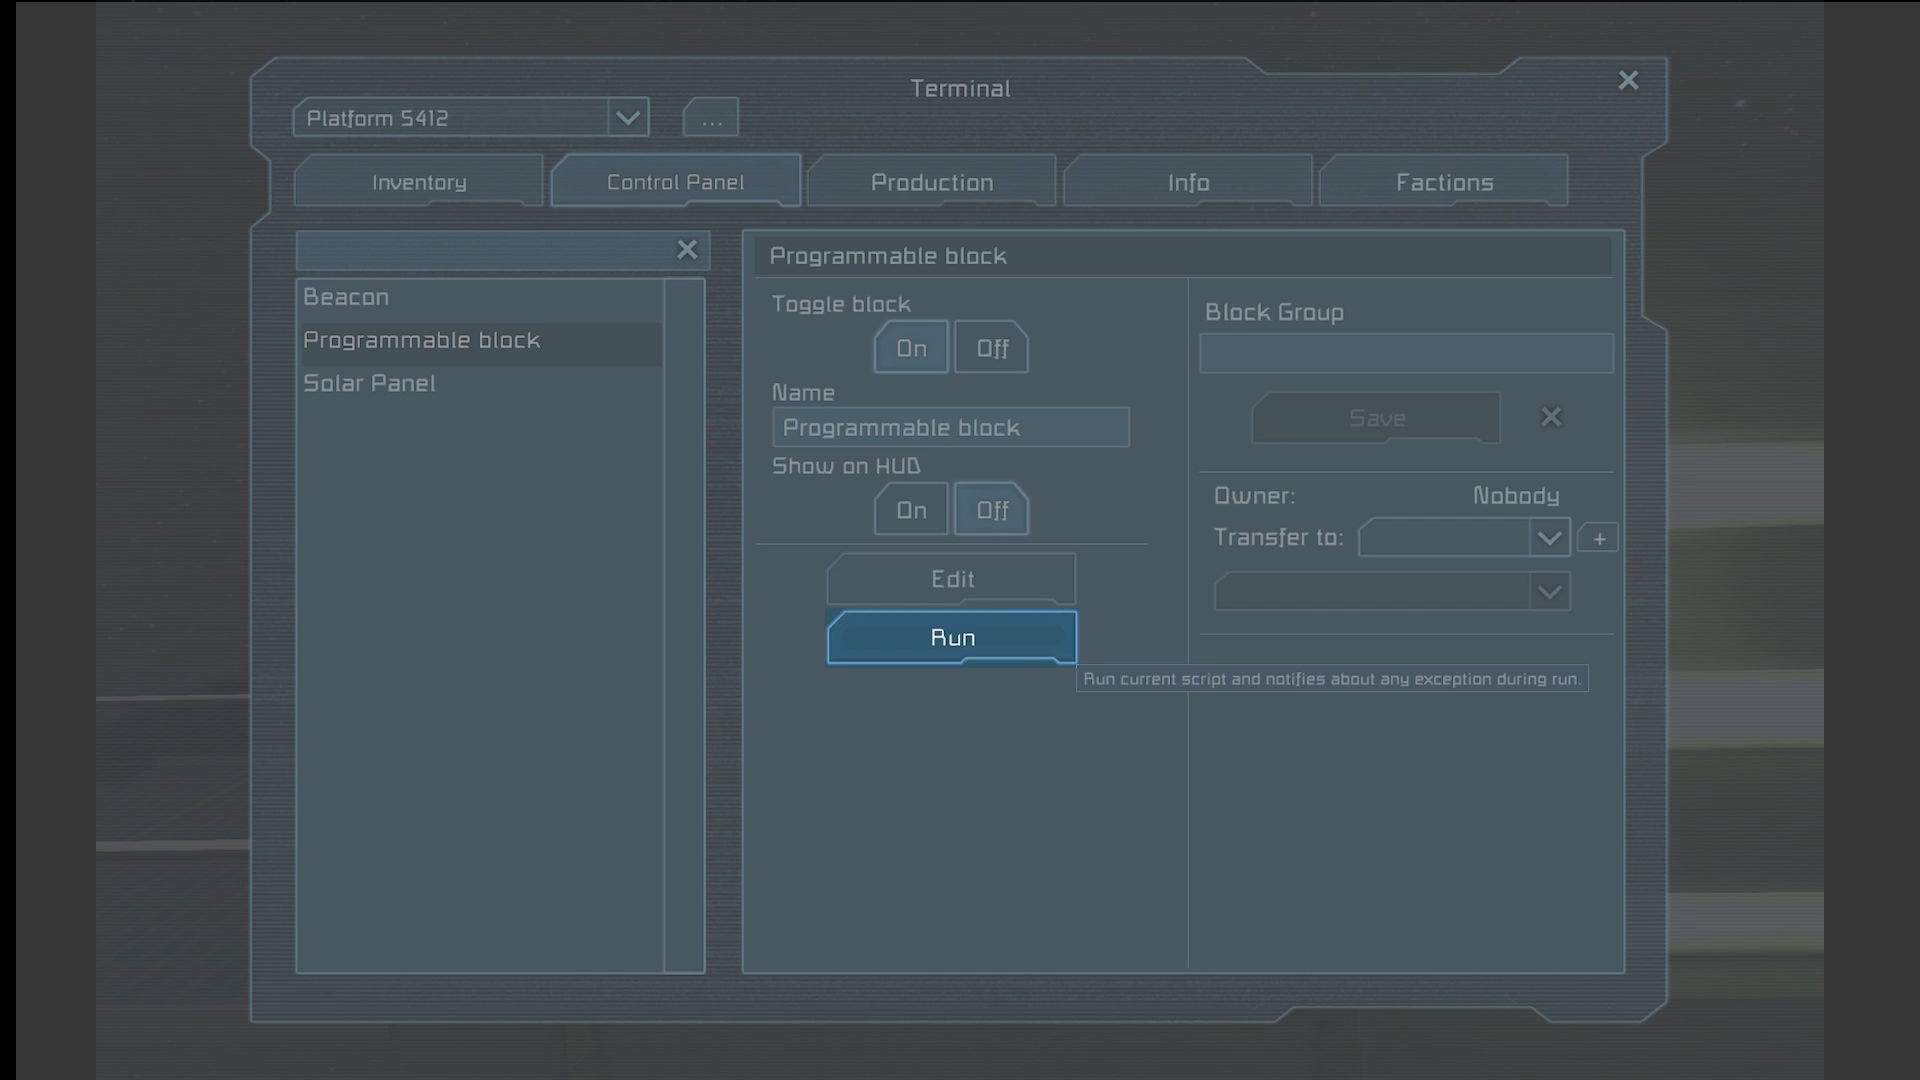 Terminal
Platform 5412
...
Inventory
Control Panel
Production
Info
Factions
Beacon
Programmable block
Solar Panel
Programmable block
Toggle block
On
Off
Name
Programmable block
Show on HUD
On
Off
Edit
Run
Run current script and notifies about any exception during run.
Block Group
Save
Owner:
Nobody
Transfer to:
+